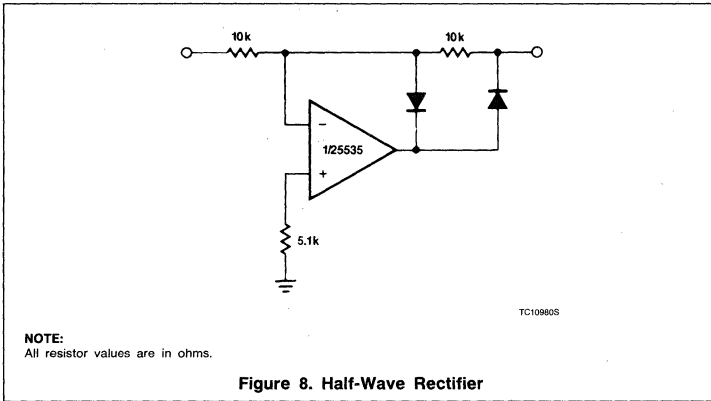 10k
10k
−
1/25535
+
5.1k
TC10980S
NOTE:
All resistor values are in ohms.
Figure 8. Half-Wave Rectifier